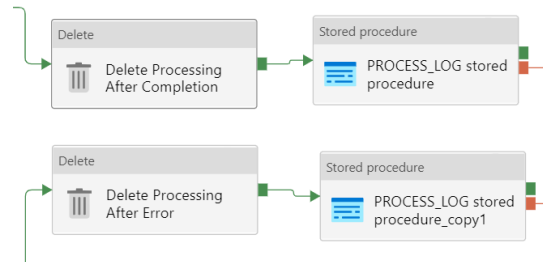 Delete
Delete Processing
After Completion
Stored procedure
PROCESS_LOG stored
procedure
Delete
Delete Processing
After Error
Stored procedure
PROCESS_LOG stored
procedure_copy1